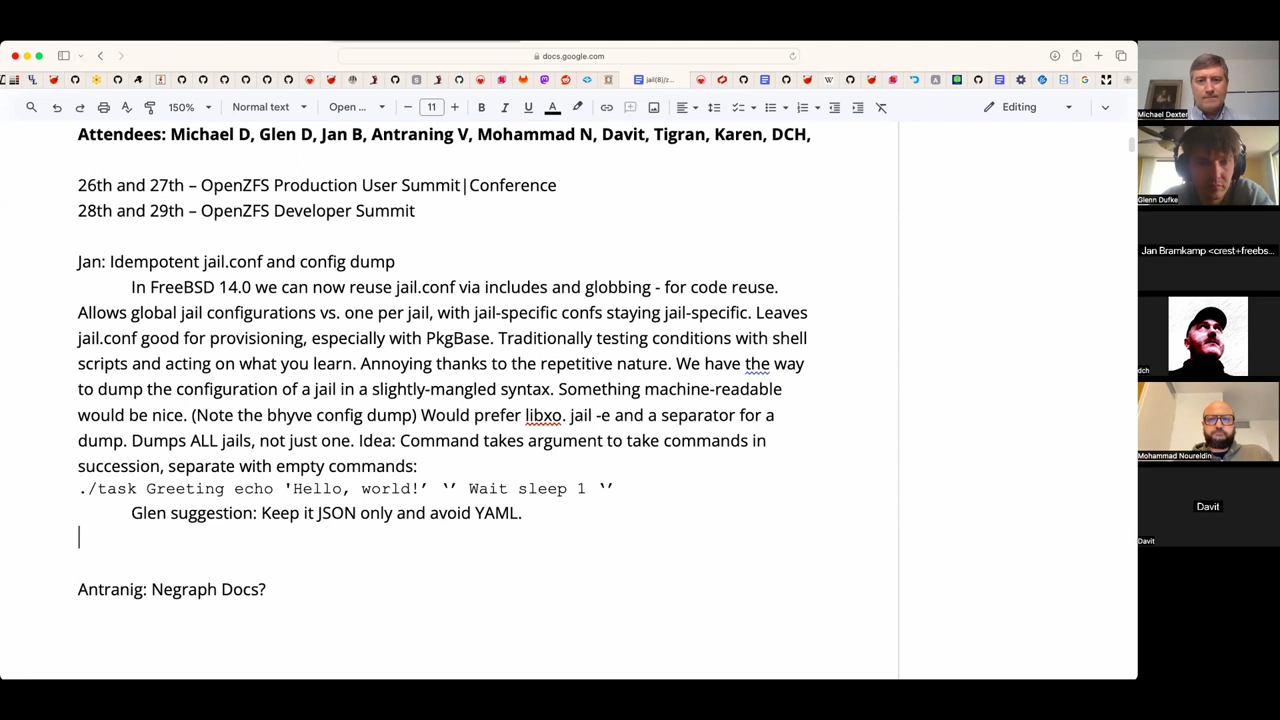 docs.google.com
jail(8)/z...
150%
Normal text
Open ...
11
Editing
Attendees: Michael D, Glen D, Jan B, Antraning V, Mohammad N, Davit, Tigran, Karen, DCH,
26th and 27th – OpenZFS Production User Summit|Conference
28th and 29th – OpenZFS Developer Summit
Jan: Idempotent jail.conf and config dump
In FreeBSD 14.0 we can now reuse jail.conf via includes and globbing - for code reuse.
Allows global jail configurations vs. one per jail, with jail-specific confs staying jail-specific. Leaves
jail.conf good for provisioning, especially with PkgBase. Traditionally testing conditions with shell
scripts and acting on what you learn. Annoying thanks to the repetitive nature. We have the way
to dump the configuration of a jail in a slightly-mangled syntax. Something machine-readable
would be nice. (Note the bhyve config dump) Would prefer libxo. jail -e and a separator for a
dump. Dumps ALL jails, not just one. Idea: Command takes argument to take commands in
succession, separate with empty commands:
./task Greeting echo 'Hello, world!’ ‘’ Wait sleep 1 ‘’
Glen suggestion: Keep it JSON only and avoid YAML.
Antranig: Negraph Docs?
Michael Dexter
Glenn Dufke
Jan Bramkamp <crest+freebs...
dch
Mohammad Noureldin
Davit
Davit